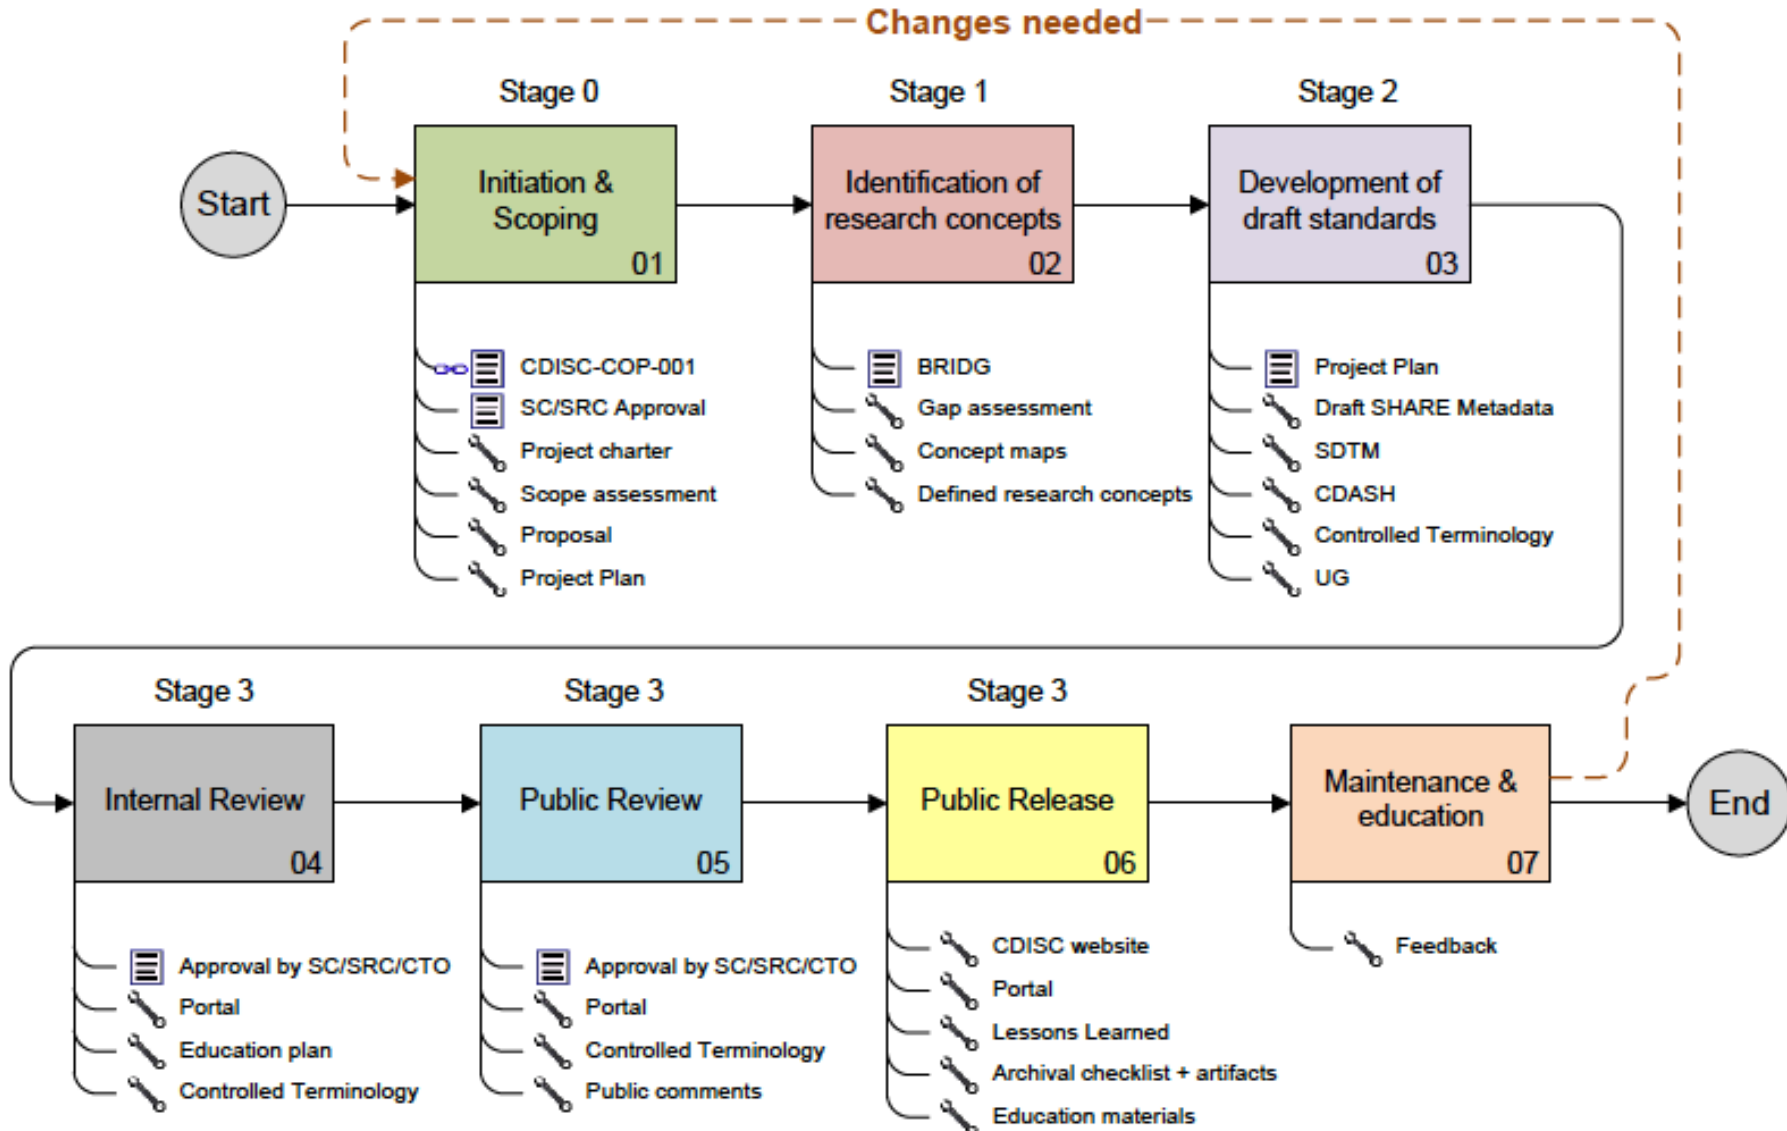 Changes needed
Stage 0
Stage 1
Stage 2
Start
Initiation &
Scoping
01
Identification of
research concepts
02
Development of
draft standards
03
CDISC-COP-001
SC/SRC Approval
Project charter
Scope assessment
Proposal
Project Plan
BRIDG
Gap assessment
Concept maps
Defined research concepts
Project Plan
Draft SHARE Metadata
SDTM
CDASH
Controlled Terminology
UG
Stage 3
Stage 3
Stage 3
Internal Review
04
Public Review
05
Public Release
06
Maintenance &
education
07
End
Approval by SC/SRC/CTO
Portal
Education plan
Controlled Terminology
Approval by SC/SRC/CTO
Portal
Controlled Terminology
Public comments
CDISC website
Portal
Lessons Learned
Archival checklist + artifacts
Education materials
Feedback